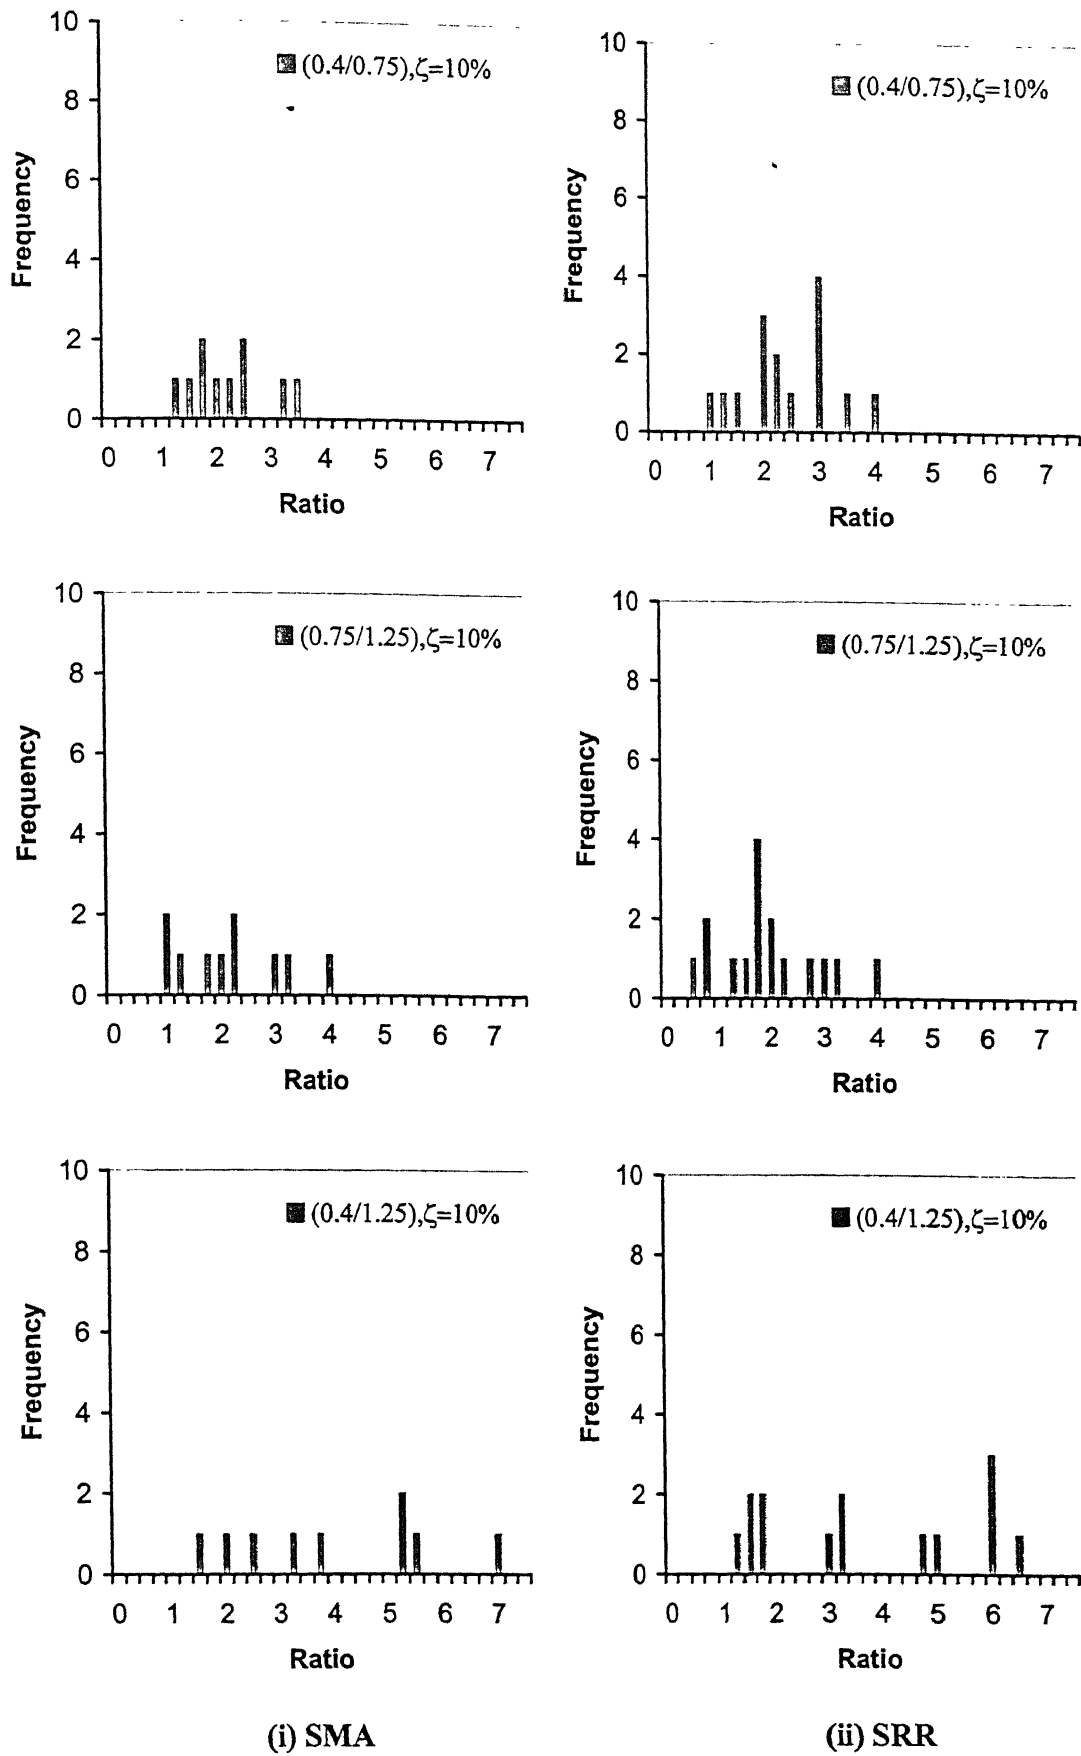 10
8
6
4
2
0
Frequency
(0.4/0.75),ζ=10%
0 1 2 3 4 5 6 7
Ratio
10
8
6
4
2
0
Frequency
(0.4/0.75),ζ=10%
0 1 2 3 4 5 6 7
Ratio
10
8
6
4
2
0
Frequency
(0.75/1.25),ζ=10%
0 1 2 3 4 5 6 7
Ratio
10
8
6
4
2
0
Frequency
(0.75/1.25),ζ=10%
0 1 2 3 4 5 6 7
Ratio
10
8
6
4
2
0
Frequency
(0.4/1.25),ζ=10%
0 1 2 3 4 5 6 7
Ratio
10
8
6
4
2
0
Frequency
(0.4/1.25),ζ=10%
0 1 2 3 4 5 6 7
Ratio
(i) SMA
(ii) SRR